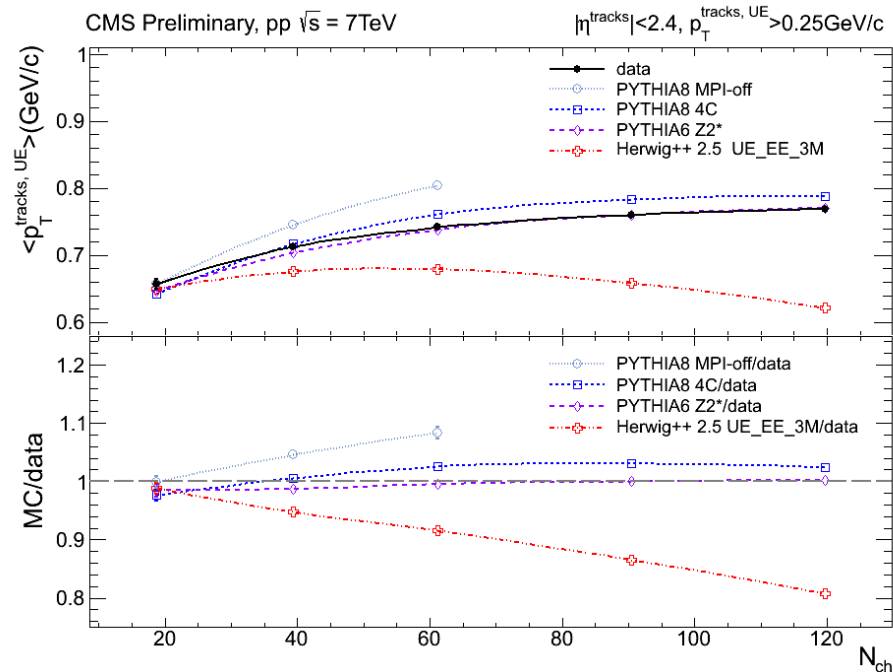 CMS Preliminary, pp √s = 7TeV
|η^tracks|<2.4, p_T^tracks, UE>0.25GeV/c
<p_T^tracks, UE>(GeV/c)
1
0.9
0.8
0.7
0.6
data
PYTHIA8 MPI-off
PYTHIA8 4C
PYTHIA6 Z2*
Herwig++ 2.5 UE_EE_3M
MC/data
1.2
1.1
1
0.9
0.8
PYTHIA8 MPI-off/data
PYTHIA8 4C/data
PYTHIA6 Z2*/data
Herwig++ 2.5 UE_EE_3M/data
20 40 60 80 100 120
N_ch